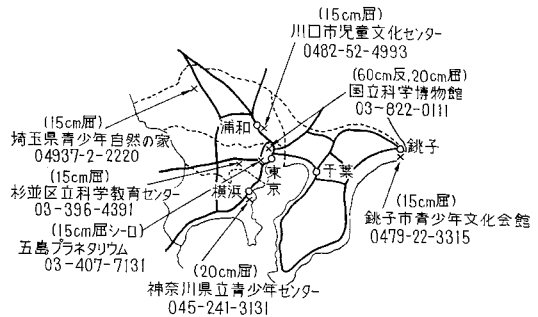 (15cm屈)
川口市児童文化センター
0482-52-4993
(60cm反,20cm屈)
国立科学博物館
03-822-0111
浦和
(15cm屈)
埼玉県青少年自然の家
04937-2-2220
銚子
東京
千葉
(15cm屈)
杉並区立科学教育センター
03-396-4391
横浜
(15cm屈)
銚子市青少年文化会館
0479-22-3315
(15cm屈シーロ)
五島プラネタリウム
03-407-7131
(20cm屈)
神奈川県立青少年センター
045-241-3131